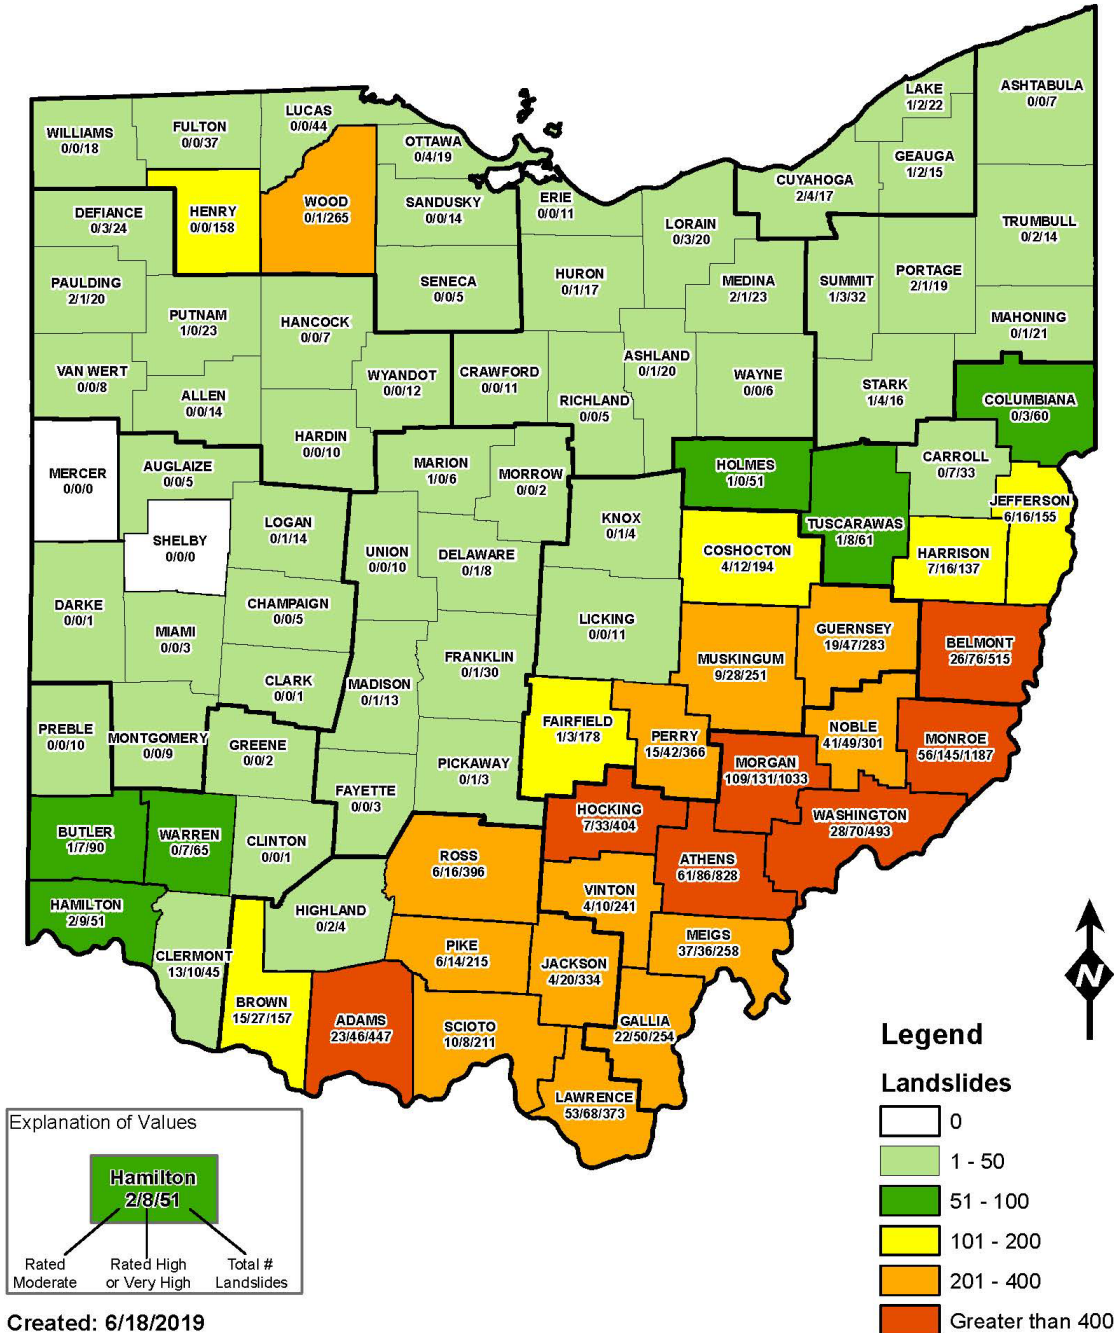 LAKE
1/2/22
ASHTABULA
0/0/7
LUCAS
0/0/44
WILLIAMS
0/0/18
FULTON
0/0/37
OTTAWA
0/4/19
GEAUGA
1/2/15
CUYAHOGA
2/4/17
DEFIANCE
0/3/24
HENRY
0/0/158
WOOD
0/1/265
SANDUSKY
0/0/14
ERIE
0/0/11
LORAIN
0/3/20
TRUMBULL
0/2/14
PAULDING
2/1/20
SENECA
0/0/5
HURON
0/1/17
MEDINA
2/1/23
SUMMIT
1/3/32
PORTAGE
2/1/19
PUTNAM
1/0/23
HANCOCK
0/0/7
MAHONING
0/1/21
VAN WERT
0/0/8
ALLEN
0/0/14
WYANDOT
0/0/12
CRAWFORD
0/0/11
RICHLAND
0/0/5
ASHLAND
0/1/20
WAYNE
0/0/6
STARK
1/4/16
COLUMBIANA
0/3/60
HARDIN
0/0/10
MERCER
0/0/0
AUGLAIZE
0/0/5
MARION
1/0/6
MORROW
0/0/2
HOLMES
1/0/51
CARROLL
0/7/33
JEFFERSON
6/16/155
SHELBY
0/0/0
LOGAN
0/1/14
UNION
0/0/10
DELAWARE
0/1/8
KNOX
0/1/4
COSHOCTON
4/12/194
TUSCARAWAS
1/8/61
HARRISON
7/16/137
DARKE
0/0/1
MIAMI
0/0/3
CHAMPAIGN
0/0/5
LICKING
0/0/11
GUERNSEY
19/47/283
BELMONT
26/76/515
CLARK
0/0/1
MADISON
0/1/13
FRANKLIN
0/1/30
MUSKINGUM
9/28/251
PREBLE
0/0/10
MONTGOMERY
0/0/9
GREENE
0/0/2
FAIRFIELD
1/3/178
PERRY
15/42/366
NOBLE
41/49/301
MONROE
56/145/1187
PICKAWAY
0/1/3
MORGAN
109/131/1033
FAYETTE
0/0/3
HOCKING
7/33/404
WASHINGTON
28/70/493
BUTLER
1/7/90
WARREN
0/7/65
CLINTON
0/0/1
ROSS
6/16/396
ATHENS
61/86/828
HAMILTON
2/9/51
HIGHLAND
0/2/4
VINTON
4/10/241
CLERMONT
13/10/45
PIKE
6/14/215
JACKSON
4/20/334
MEIGS
37/36/258
BROWN
15/27/157
ADAMS
23/46/447
SCIOTO
10/8/211
GALLIA
22/50/254
LAWRENCE
53/68/373
N
Legend
Landslides
0
1 - 50
51 - 100
101 - 200
201 - 400
Greater than 400
Explanation of Values
Hamilton
2/8/51
Rated Moderate
Rated High or Very High
Total # Landslides
Created: 6/18/2019